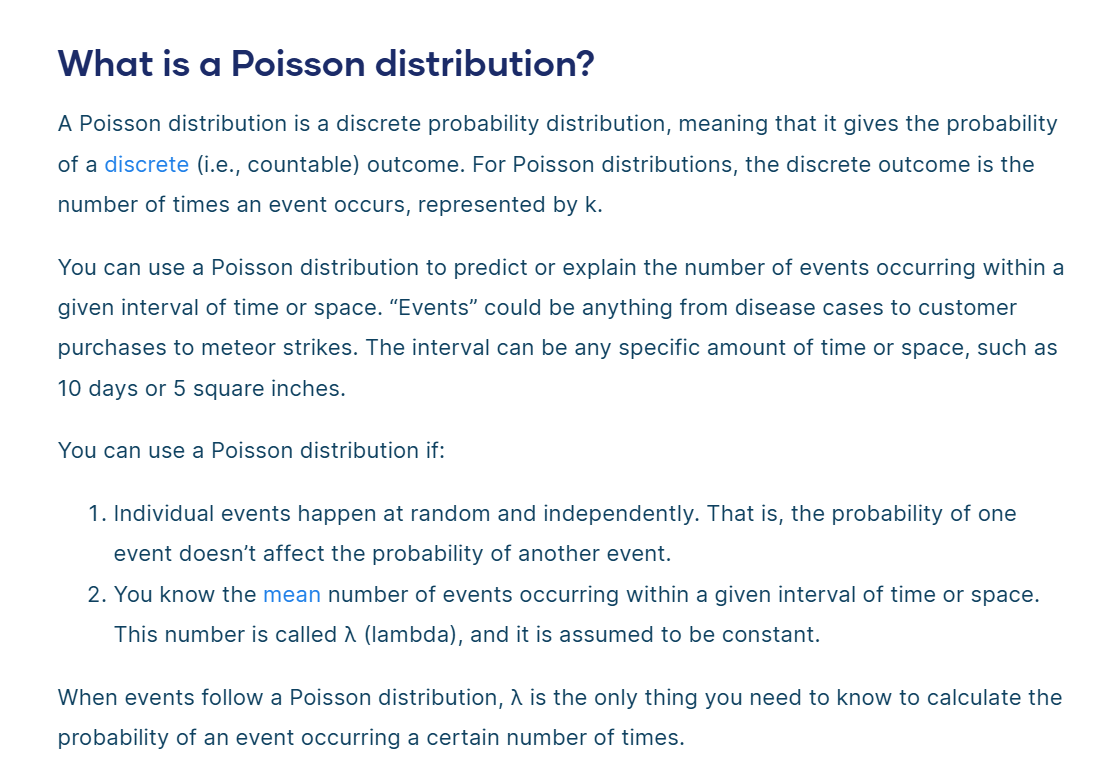 What is a Poisson distribution?
A Poisson distribution is a discrete probability distribution, meaning that it gives the probability
of a discrete (i.e., countable) outcome. For Poisson distributions, the discrete outcome is the
number of times an event occurs, represented by k.
You can use a Poisson distribution to predict or explain the number of events occurring within a
given interval of time or space. “Events” could be anything from disease cases to customer
purchases to meteor strikes. The interval can be any specific amount of time or space, such as
10 days or 5 square inches.
You can use a Poisson distribution if:
1. Individual events happen at random and independently. That is, the probability of one
event doesn’t affect the probability of another event.
2. You know the mean number of events occurring within a given interval of time or space.
This number is called λ (lambda), and it is assumed to be constant.
When events follow a Poisson distribution, λ is the only thing you need to know to calculate the
probability of an event occurring a certain number of times.